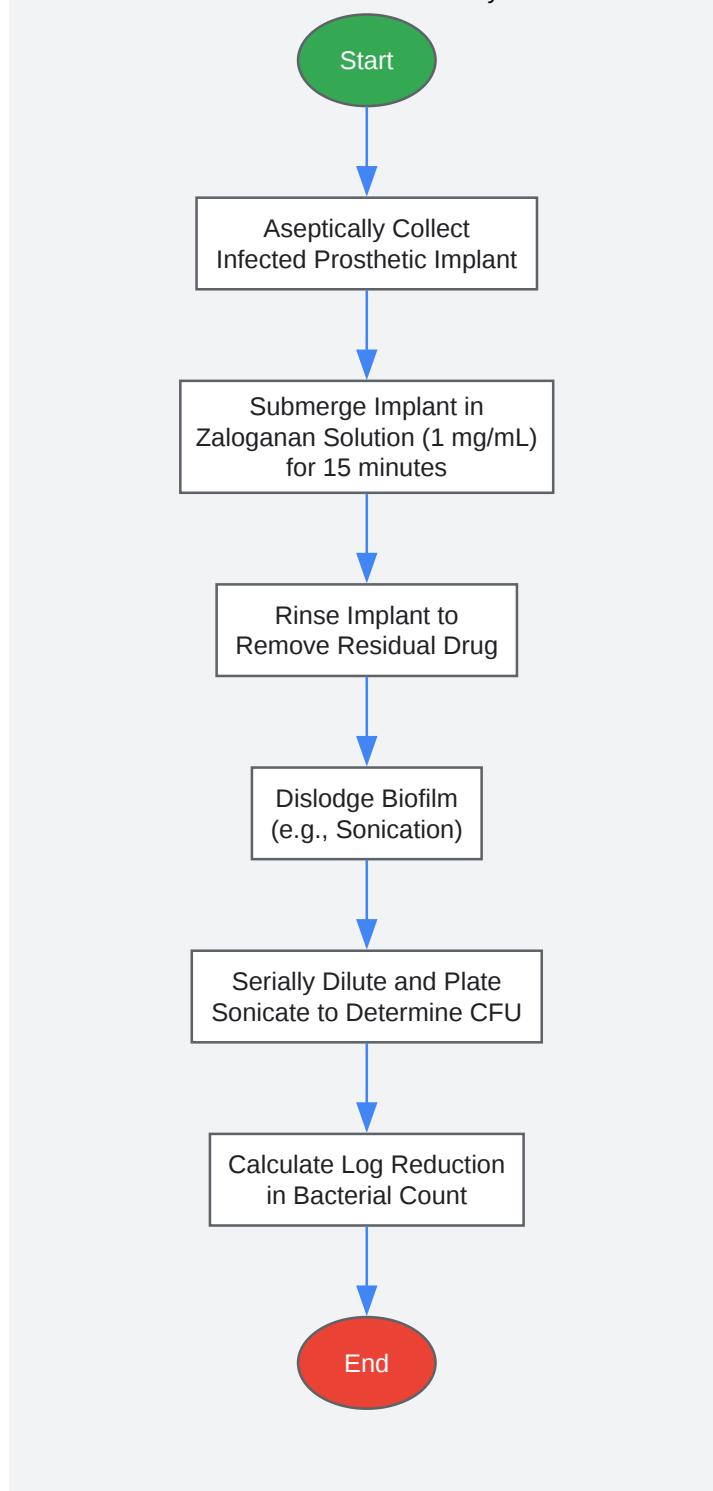 Start
Aseptically Collect
Infected Prosthetic Implant
Submerge Implant in
Zaloganan Solution (1 mg/mL)
for 15 minutes
Rinse Implant to
Remove Residual Drug
Dislodge Biofilm
(e.g., Sonication)
Serially Dilute and Plate
Sonicate to Determine CFU
Calculate Log Reduction
in Bacterial Count
End